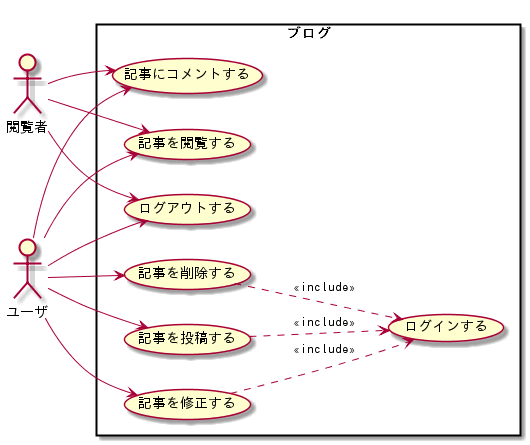 ブログ
記事にコメントする
閲覧者
記事を閲覧する
ログアウトする
記事を削除する
«include»
ユーザ
«include»
ログインする
記事を投稿する
«include»
記事を修正する